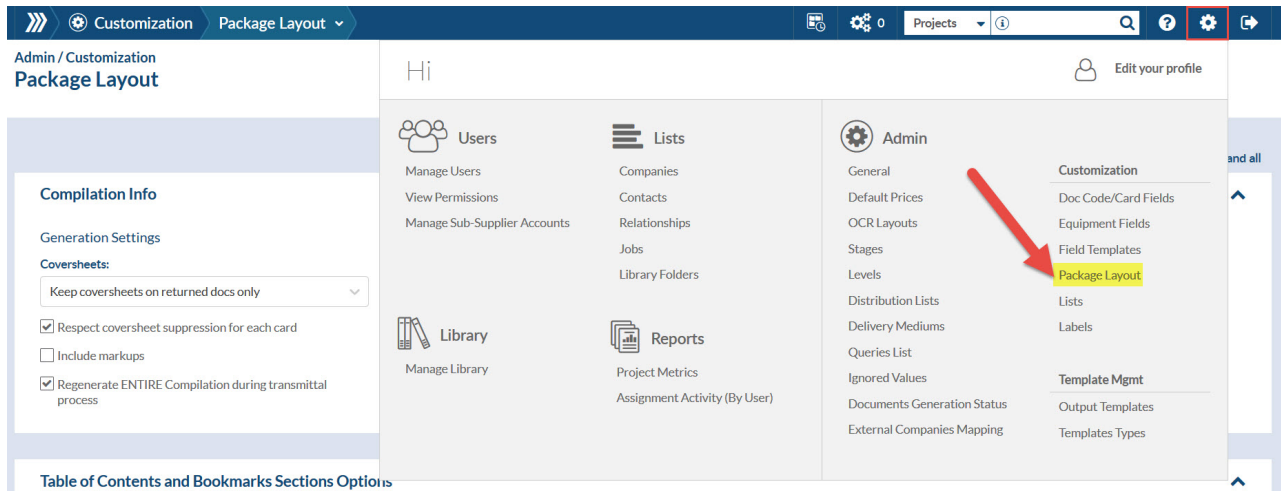 Customization
Package Layout
0
Projects
Admin / Customization
Package Layout
Hi
Edit your profile
Users
Manage Users
View Permissions
Manage Sub-Supplier Accounts
Lists
Companies
Contacts
Relationships
Jobs
Library Folders
Library
Manage Library
Reports
Project Metrics
Assignment Activity (By User)
Admin
General
Default Prices
OCR Layouts
Stages
Levels
Distribution Lists
Delivery Mediums
Queries List
Ignored Values
Documents Generation Status
External Companies Mapping
Customization
Doc Code/Card Fields
Equipment Fields
Field Templates
Package Layout
Lists
Labels
Template Mgmt
Output Templates
Templates Types
and all
Compilation Info
Generation Settings
Coversheets:
Keep coversheets on returned docs only
Respect coversheet suppression for each card
Include markups
Regenerate ENTIRE Compilation during transmittal
process
Table of Contents and Bookmarks Sections Options